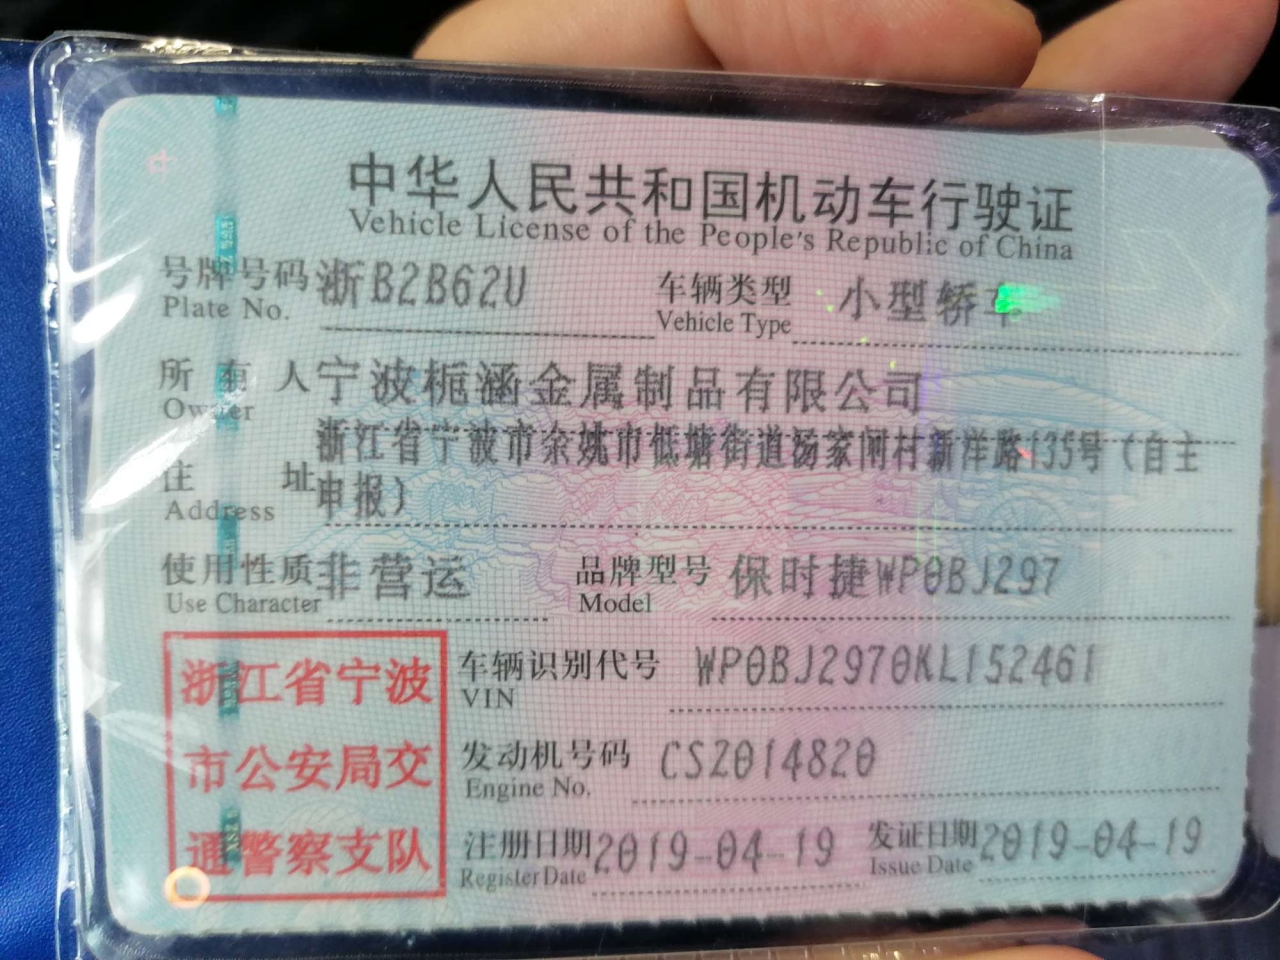 中华人民共和国机动车行驶证
Vehicle License of the People's Republic of China
号牌号码 浙B2B62U 车辆类型 小型轿车
Plate No. Vehicle Type
所有人 宁波栀涵金属制品有限公司
Owner
浙江省宁波市余姚市低塘街道汤家闸村新洋路135号（自主
住址 申报）
Address
使用性质 非营运 品牌型号 保时捷WP0BJ297
Use Character Model
浙江省宁波
市公安局交
通警察支队
车辆识别代号 WP0BJ2970KL152461
VIN
发动机号码 CSZ014820
Engine No.
注册日期 2019-04-19 发证日期 2019-04-19
Register Date Issue Date